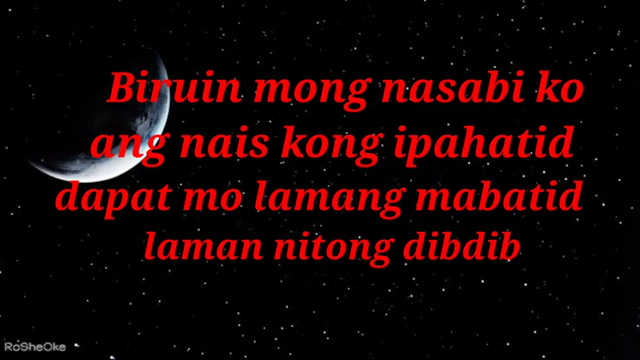 Biruin mong nasabi ko
ang nais kong ipahatid
dapat mo lamang mabatid
laman nitong dibdib
RoSheOke